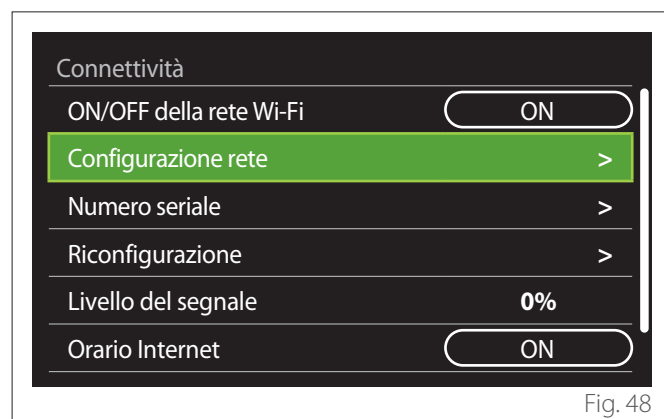 Connettività
ON/OFF della rete Wi-Fi ON
Configurazione rete >
Numero seriale >
Riconfigurazione >
Livello del segnale 0%
Orario Internet ON
Fig. 48